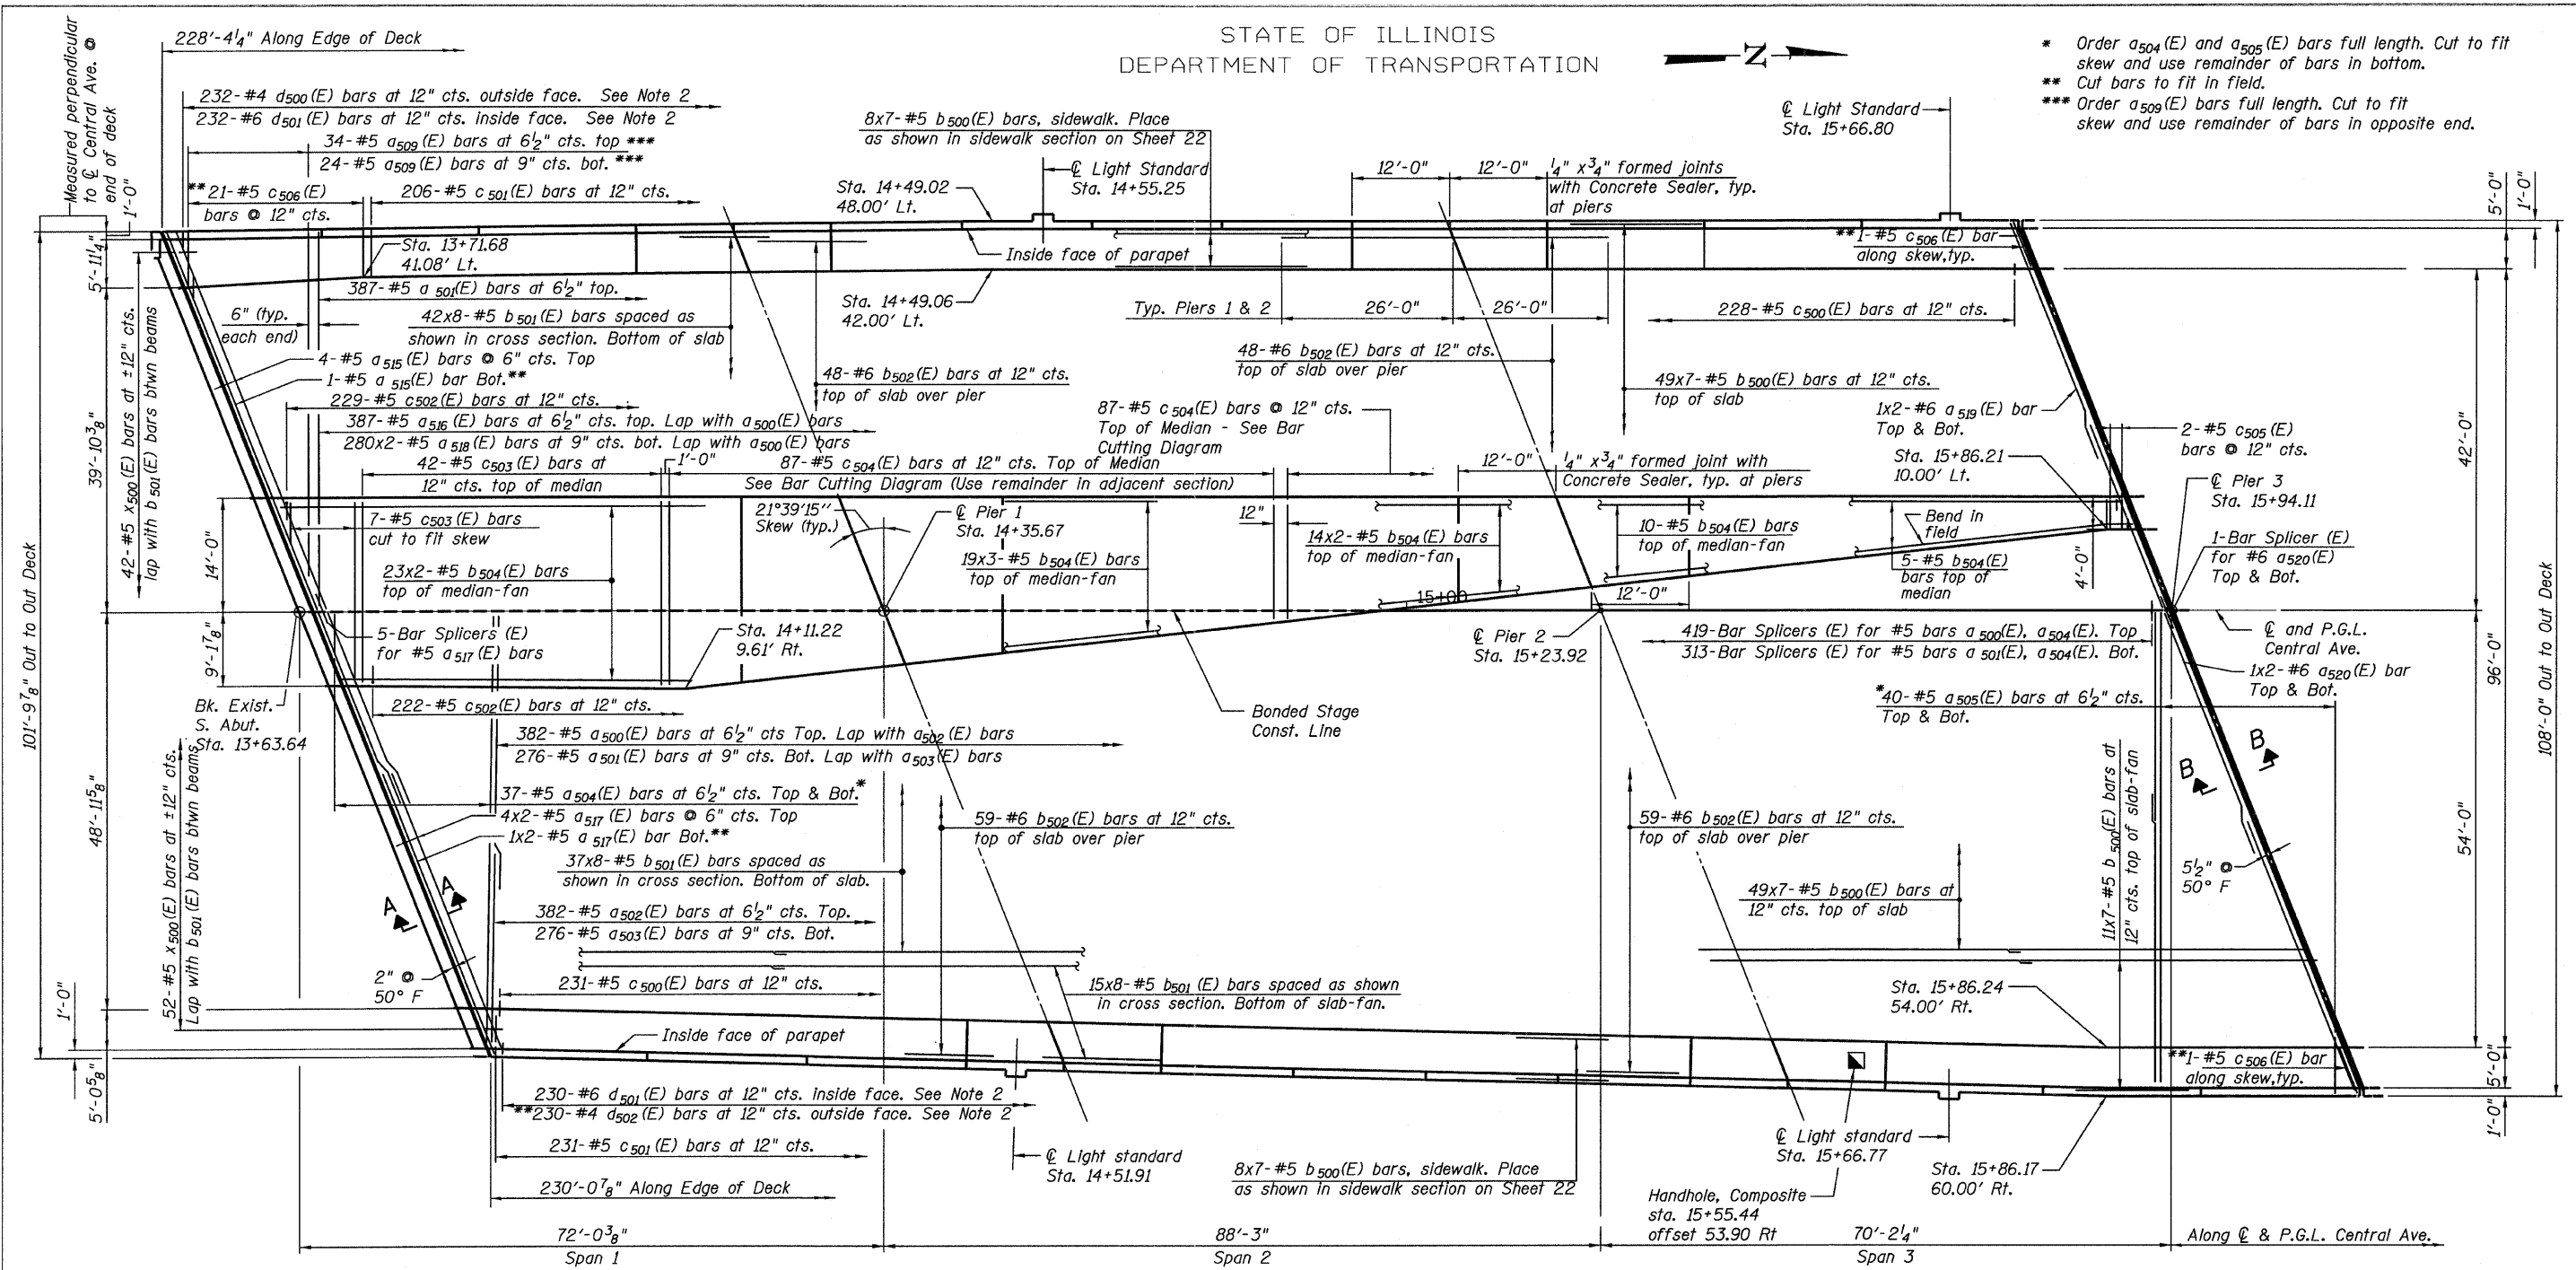 STATE OF ILLINOIS
DEPARTMENT OF TRANSPORTATION
Z
* Order a504(E) and a505(E) bars full length. Cut to fit
skew and use remainder of bars in bottom.
** Cut bars to fit in field.
*** Order a509(E) bars full length. Cut to fit
skew and use remainder of bars in opposite end.
Measured perpendicular
to ℄ Central Ave. @
end of deck
228'-4¼" Along Edge of Deck
232-#4 d500(E) bars at 12" cts. outside face. See Note 2
232-#6 d501(E) bars at 12" cts. inside face. See Note 2
34-#5 a509(E) bars at 6½" cts. top ***
24-#5 a509(E) bars at 9" cts. bot. ***
**21-#5 c506(E)
bars @ 12" cts.
206-#5 c501(E) bars at 12" cts.
8x7-#5 b500(E) bars, sidewalk. Place
as shown in sidewalk section on Sheet 22
℄ Light Standard
Sta. 14+55.25
Sta. 14+49.02
48.00' Lt.
12'-0"
12'-0"
¼" x¾" formed joints
with Concrete Sealer, typ.
at piers
℄ Light Standard
Sta. 15+66.80
5'-0"
1'-0"
1'-0"
5'-11¼"
Sta. 13+71.68
41.08' Lt.
Inside face of parapet
**1-#5 c506(E) bar
along skew,typ.
387-#5 a501(E) bars at 6½" top.
Sta. 14+49.06
42.00' Lt.
Typ. Piers 1 & 2
26'-0"
26'-0"
228-#5 c500(E) bars at 12" cts.
6" (typ.
each end)
42x8-#5 b501(E) bars spaced as
shown in cross section. Bottom of slab
4-#5 a515(E) bars @ 6" cts. Top
1-#5 a515(E) bar Bot.**
48-#6 b502(E) bars at 12" cts.
top of slab over pier
48-#6 b502(E) bars at 12" cts.
top of slab over pier
49x7-#5 b500(E) bars at 12" cts.
top of slab
229-#5 c502(E) bars at 12" cts.
387-#5 a516(E) bars at 6½" cts. top. Lap with a500(E) bars
280x2-#5 a518(E) bars at 9" cts. bot. Lap with a500(E) bars
87-#5 c504(E) bars @ 12" cts.
Top of Median - See Bar
Cutting Diagram
1x2-#6 a519(E) bar
Top & Bot.
2-#5 c505(E)
bars @ 12" cts.
42-#5 c503(E) bars at
12" cts. top of median
1'-0"
87-#5 c504(E) bars at 12" cts. Top of Median
See Bar Cutting Diagram (Use remainder in adjacent section)
12'-0"
¼" x¾" formed joint with
Concrete Sealer, typ. at piers
Sta. 15+86.21
10.00' Lt.
42'-0"
39'-10⅜"
42-#5 x500(E) bars at ±12" cts.
lap with b501(E) bars btwn beams
℄ Pier 3
Sta. 15+94.11
7-#5 c503(E) bars
cut to fit skew
21°39'15"
Skew (typ.)
℄ Pier 1
Sta. 14+35.67
12"
14x2-#5 b504(E) bars
top of median-fan
10-#5 b504(E) bars
top of median-fan
Bend in
field
1-Bar Splicer (E)
for #6 a520(E)
Top & Bot.
14'-0"
23x2-#5 b504(E) bars
top of median-fan
19x3-#5 b504(E) bars
top of median-fan
5-#5 b504(E)
bars top of
median
4'-0"
101'-9⅞" Out to Out Deck
108'-0" Out to Out Deck
15+00
12'-0"
9'-1⅞"
5-Bar Splicers (E)
for #5 a517(E) bars
Sta. 14+11.22
9.61' Rt.
℄ Pier 2
Sta. 15+23.92
419-Bar Splicers (E) for #5 bars a500(E), a504(E). Top
313-Bar Splicers (E) for #5 bars a501(E), a504(E). Bot.
℄ and P.G.L.
Central Ave.
1x2-#6 a520(E) bar
Top & Bot.
96'-0"
Bk. Exist.
S. Abut.
Sta. 13+63.64
222-#5 c502(E) bars at 12" cts.
Bonded Stage
Const. Line
*40-#5 a505(E) bars at 6½" cts.
Top & Bot.
382-#5 a500(E) bars at 6½" cts Top. Lap with a502(E) bars
276-#5 a501(E) bars at 9" cts. Bot. Lap with a503(E) bars
B
B
48'-11⅝"
52-#5 x500(E) bars at ±12" cts.
Lap with b501(E) bars btwn beams
37-#5 a504(E) bars at 6½" cts. Top & Bot.*
4x2-#5 a517(E) bars @ 6" cts. Top
1x2-#5 a517(E) bar Bot.**
59-#6 b502(E) bars at 12" cts.
top of slab over pier
59-#6 b502(E) bars at 12" cts.
top of slab over pier
11x7-#5 b500(E) bars at
12" cts. top of slab-fan
54'-0"
37x8-#5 b501(E) bars spaced as
shown in cross section. Bottom of slab.
5½" @
50° F
A
A
49x7-#5 b500(E) bars at
12" cts. top of slab
382-#5 a502(E) bars at 6½" cts. Top.
276-#5 a503(E) bars at 9" cts. Bot.
2" @
50° F
231-#5 c500(E) bars at 12" cts.
15x8-#5 b501 (E) bars spaced as shown
in cross section. Bottom of slab-fan.
Sta. 15+86.24
54.00' Rt.
1'-0"
Inside face of parapet
**1-#5 c506(E) bar
along skew,typ.
5'-0"
1'-0"
5'-0⅝"
230-#6 d501(E) bars at 12" cts. inside face. See Note 2
**230-#4 d502(E) bars at 12" cts. outside face. See Note 2
231-#5 c501(E) bars at 12" cts.
℄ Light standard
Sta. 14+51.91
8x7-#5 b500(E) bars, sidewalk. Place
as shown in sidewalk section on Sheet 22
℄ Light standard
Sta. 15+66.77
Sta. 15+86.17
60.00' Rt.
230'-0⅞" Along Edge of Deck
Handhole, Composite
sta. 15+55.44
offset 53.90 Rt
72'-0⅜"
Span 1
88'-3"
Span 2
70'-2¼"
Span 3
Along ℄ & P.G.L. Central Ave.